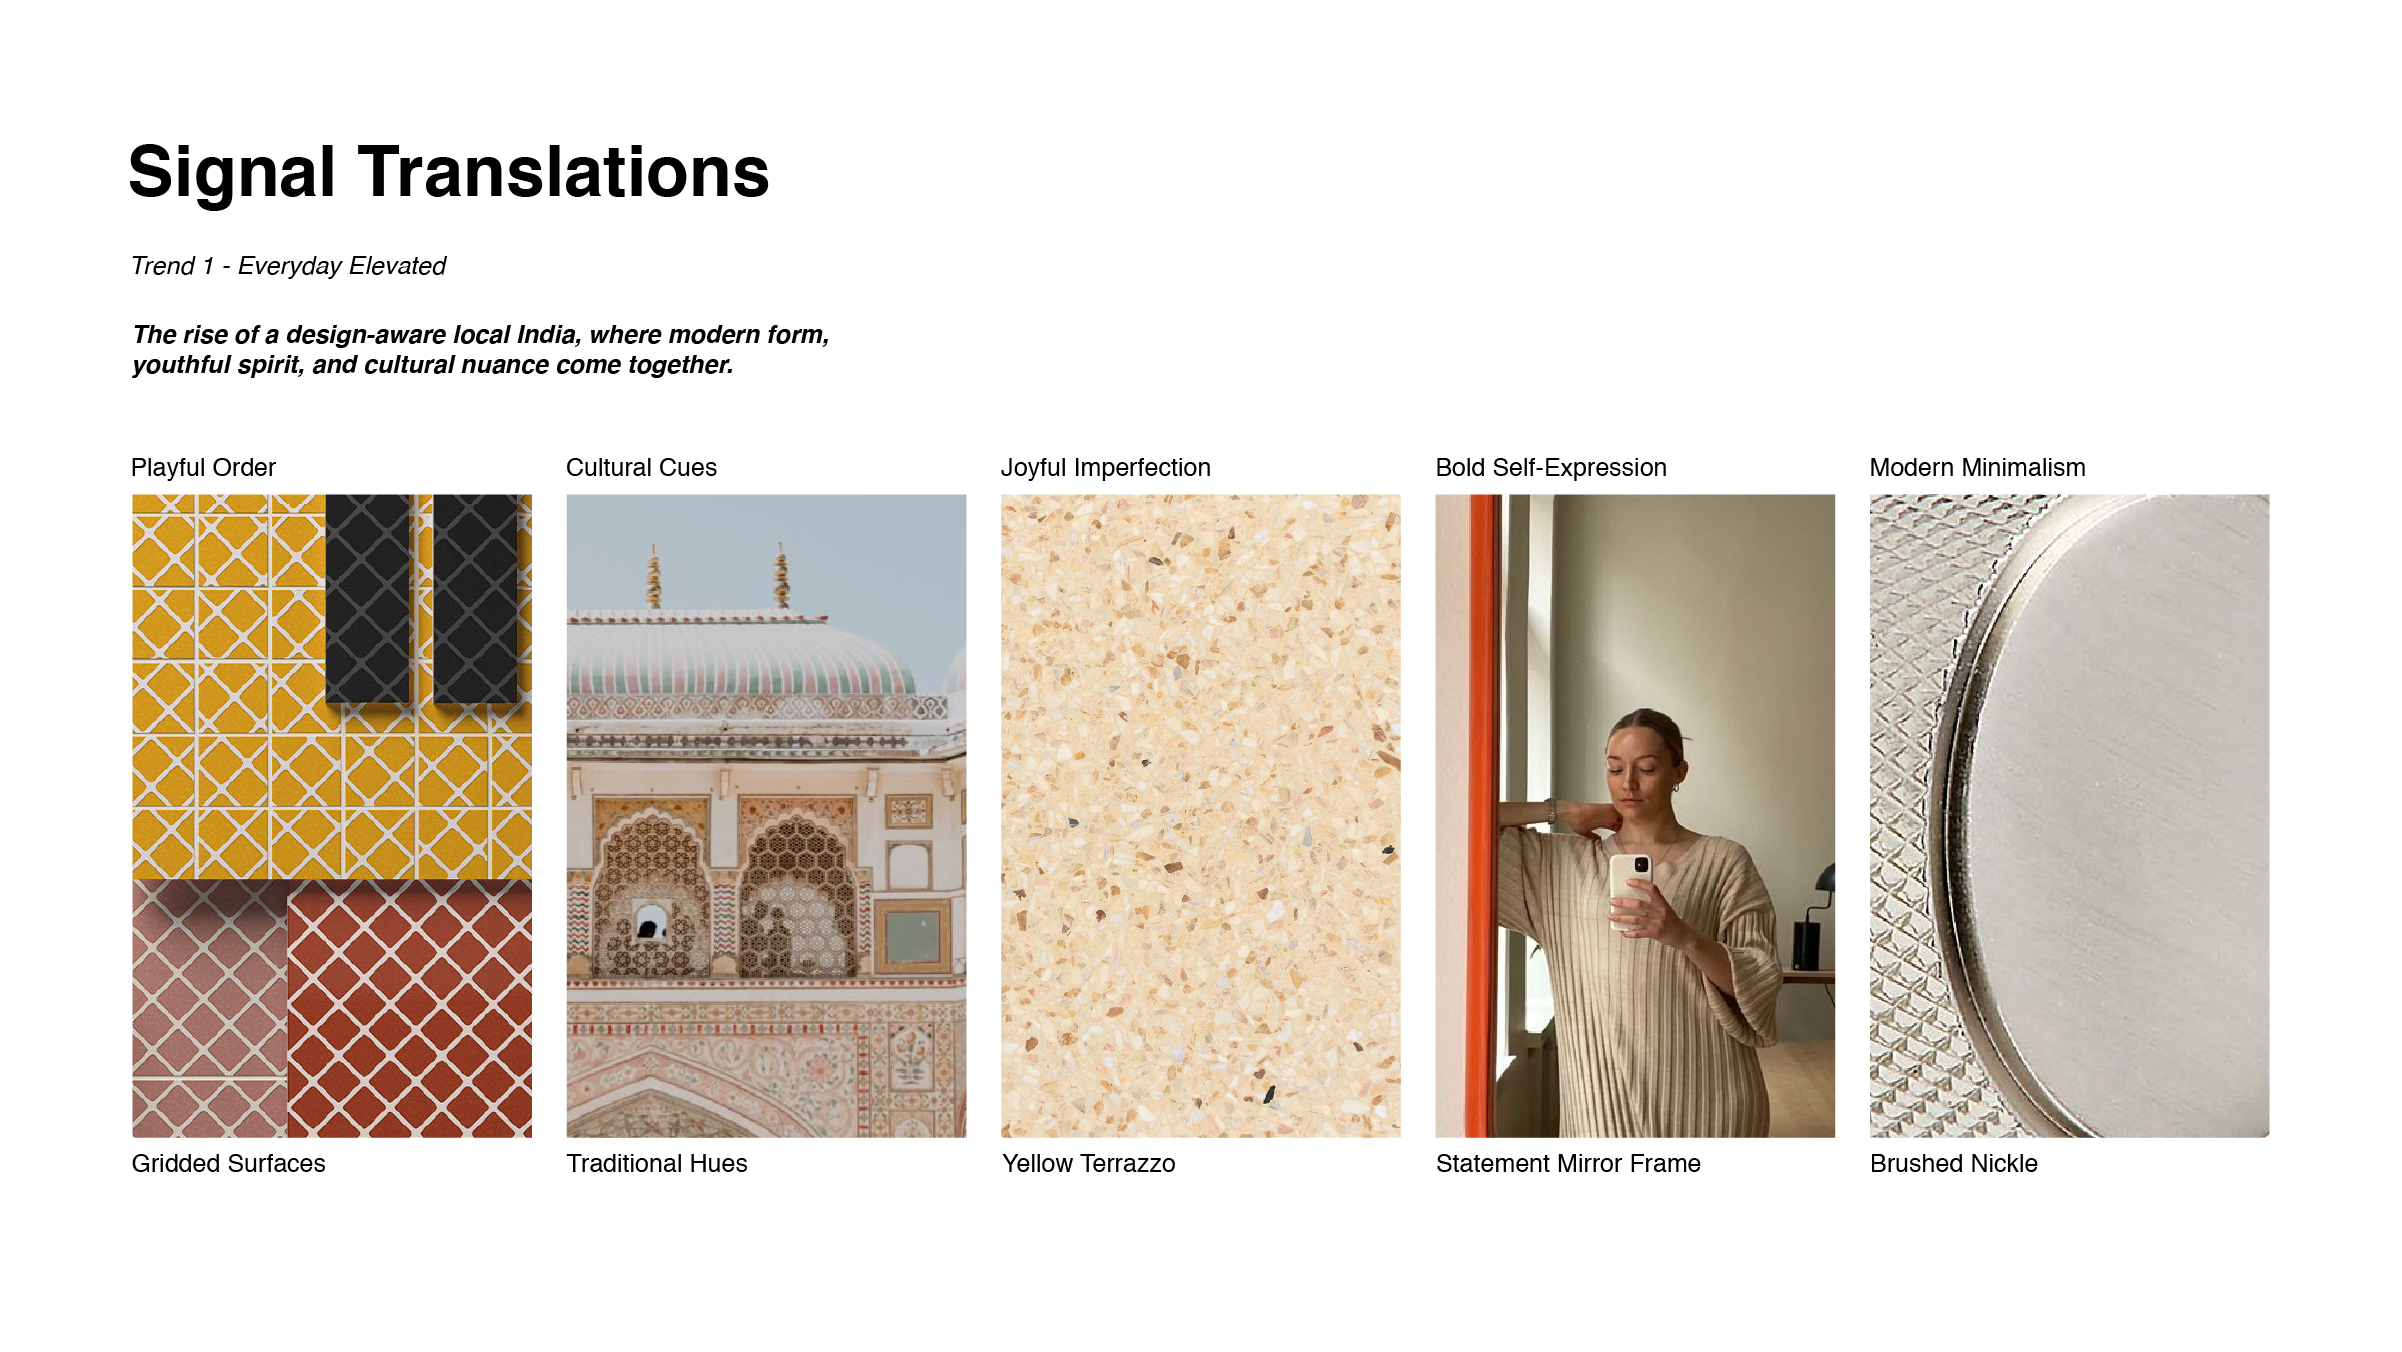 Signal Translations
Trend 1 - Everyday Elevated
The rise of a design-aware local India, where modern form,
youthful spirit, and cultural nuance come together.
Playful Order
Cultural Cues
Joyful Imperfection
Bold Self-Expression
Modern Minimalism
Gridded Surfaces
Traditional Hues
Yellow Terrazzo
Statement Mirror Frame
Brushed Nickle